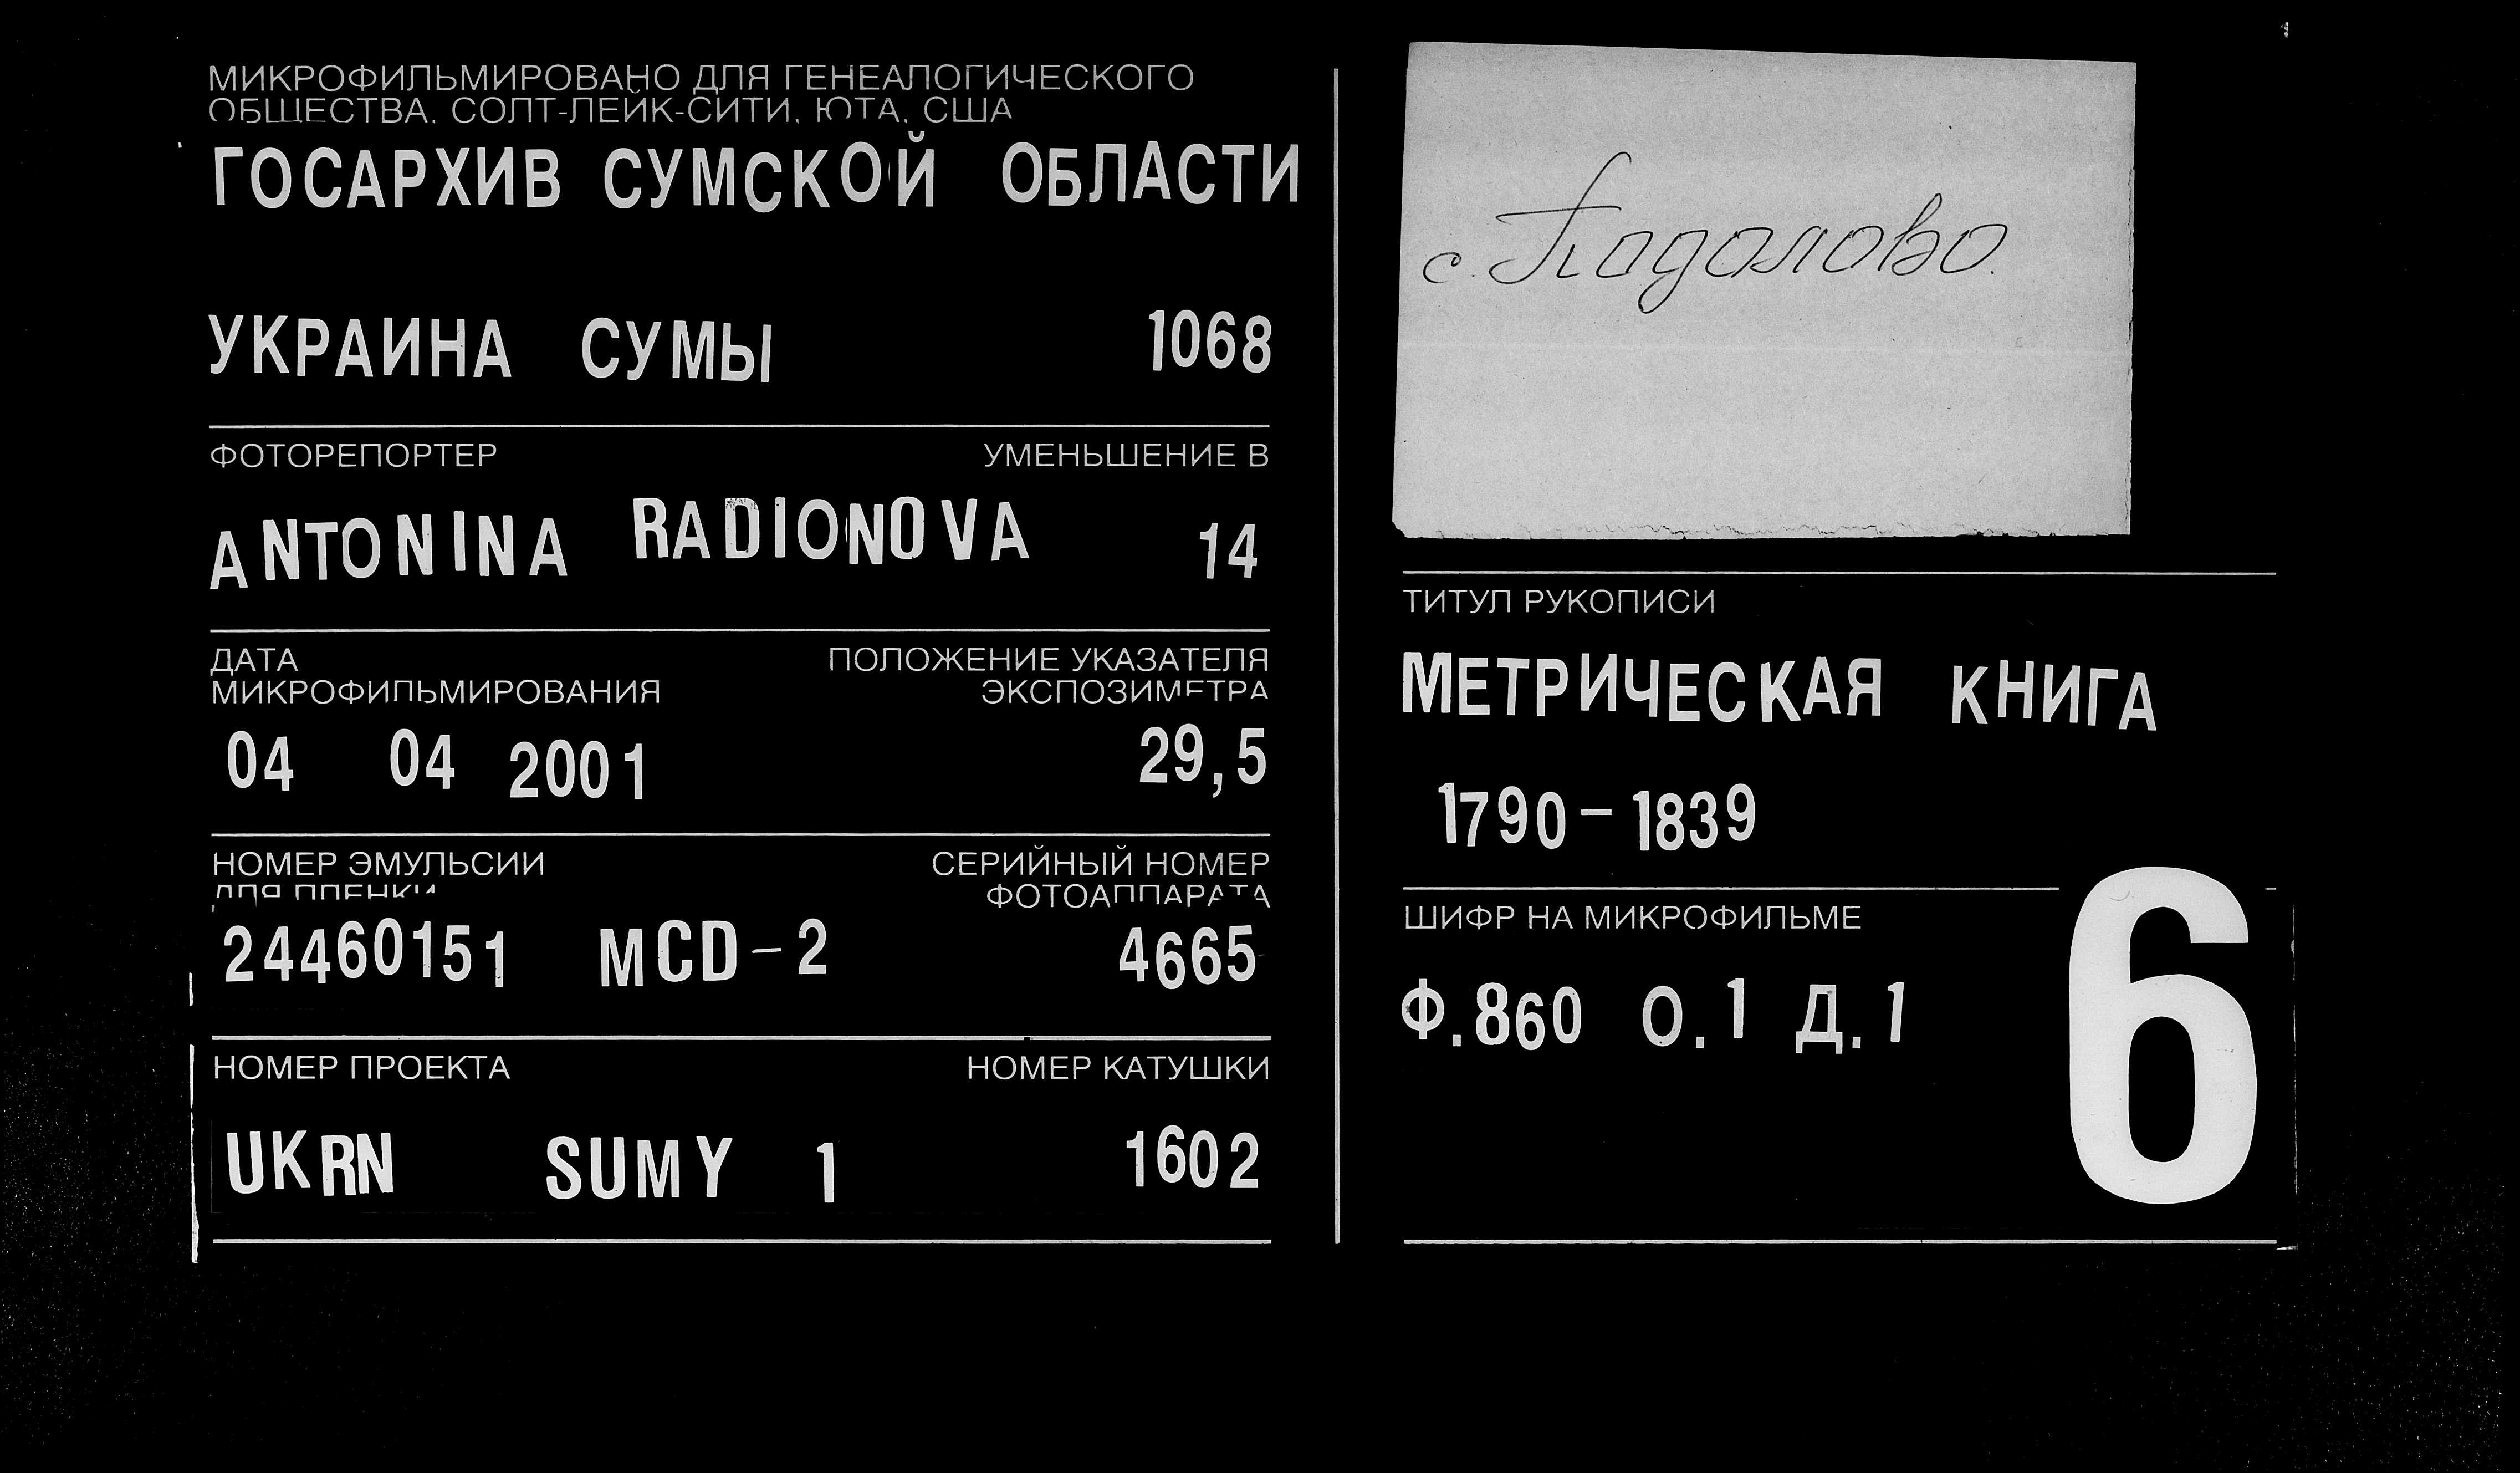 МИКРОФИЛЬМИРОВАНО ДЛЯ ГЕНЕАЛОГИЧЕСКОГО
ОБЩЕСТВА, СОЛТ-ЛЕЙК-СИТИ, ЮТА, США
ГОСАРХИВ СУМСКОЙ ОБЛАСТИ
УКРАИНА СУМЫ 1068
ФОТОРЕПОРТЕР УМЕНЬШЕНИЕ В
ANTONINA RADIONOVA 14
ДАТА ПОЛОЖЕНИЕ УКАЗАТЕЛЯ
МИКРОФИЛЬМИРОВАНИЯ ЭКСПОЗИМЕТРА
04 04 2001 29,5
НОМЕР ЭМУЛЬСИИ СЕРИЙНЫЙ НОМЕР
ДЛЯ ПЛЕНКИ ФОТОАППАРАТА
24460151 MCD-2 4665
НОМЕР ПРОЕКТА НОМЕР КАТУШКИ
UKRN SUMY 1 1602
с. Подолово.
ТИТУЛ РУКОПИСИ
МЕТРИЧЕСКАЯ КНИГА
1790-1839
ШИФР НА МИКРОФИЛЬМЕ
Ф.860 О.1 Д.1
6